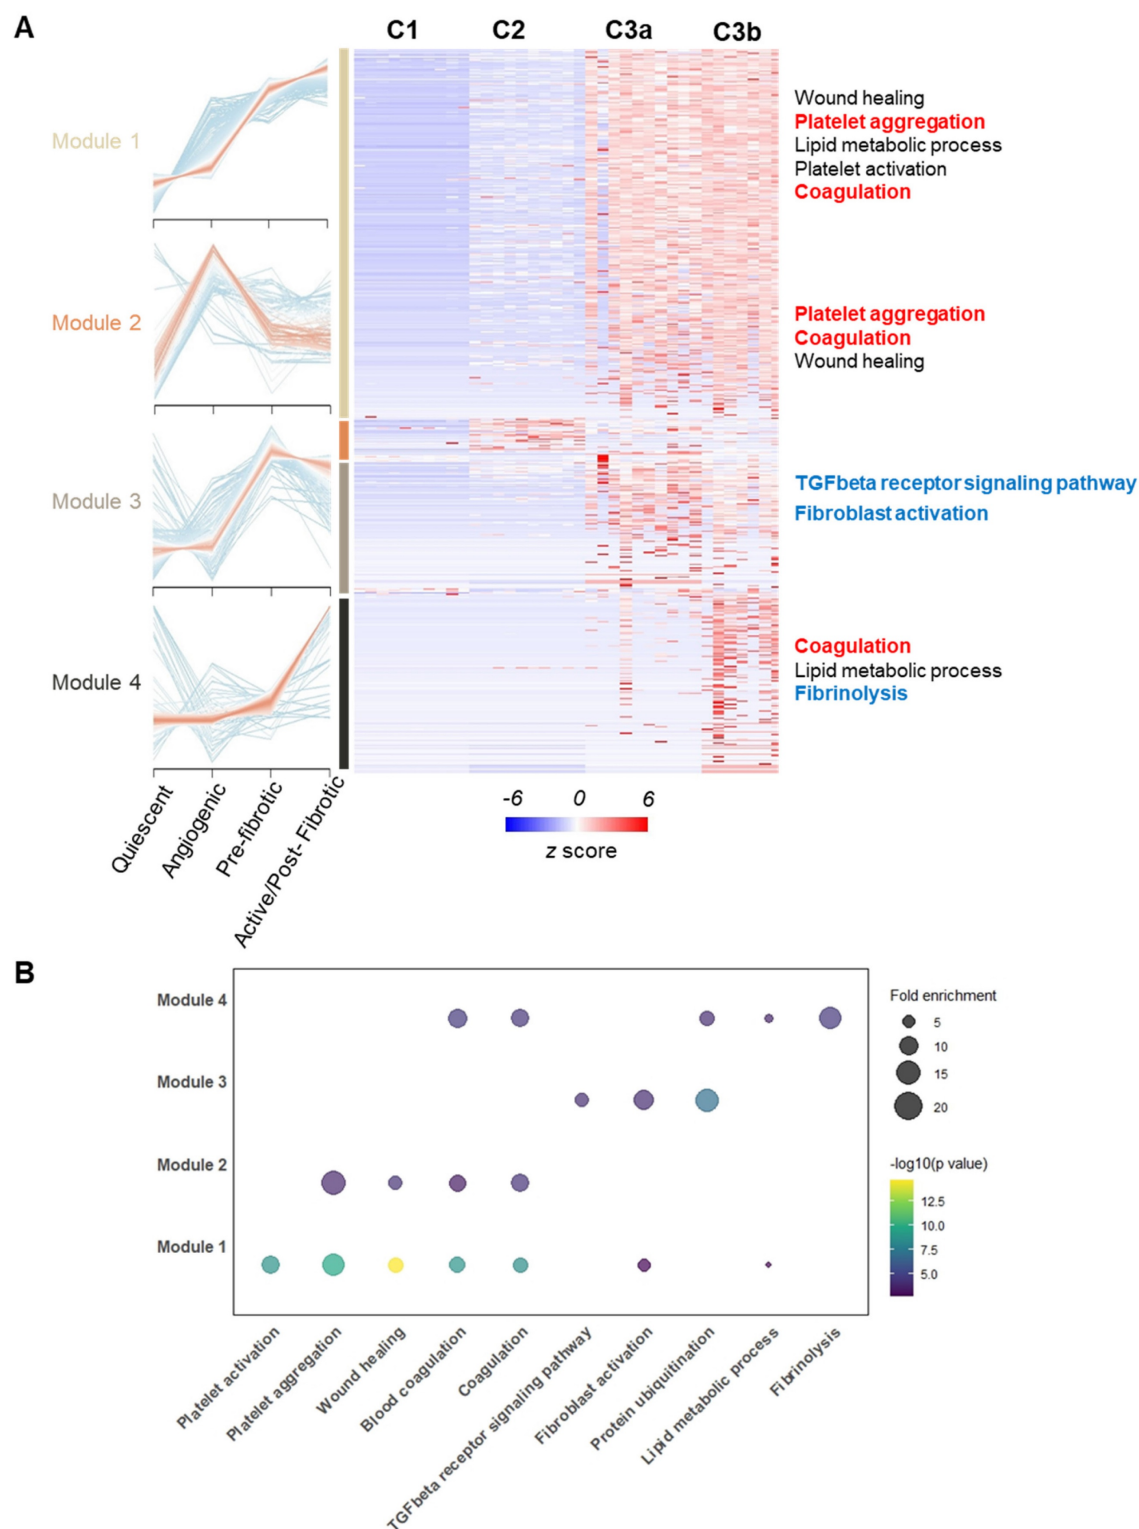 A
C1 C2 C3a C3b
Module 1
Wound healing
Platelet aggregation
Lipid metabolic process
Platelet activation
Coagulation
Module 2
Platelet aggregation
Coagulation
Wound healing
Module 3
TGFbeta receptor signaling pathway
Fibroblast activation
Module 4
Coagulation
Lipid metabolic process
Fibrinolysis
Quiescent
Angiogenic
Pre-fibrotic
Active/Post- Fibrotic
-6 0 6
z score
B
Module 4
Module 3
Module 2
Module 1
Fold enrichment
5
10
15
20
-log10(p value)
12.5
10.0
7.5
5.0
Platelet activation
Platelet aggregation
Wound healing
Blood coagulation
Coagulation
TGFbeta receptor signaling pathway
Fibroblast activation
Protein ubiquitination
Lipid metabolic process
Fibrinolysis